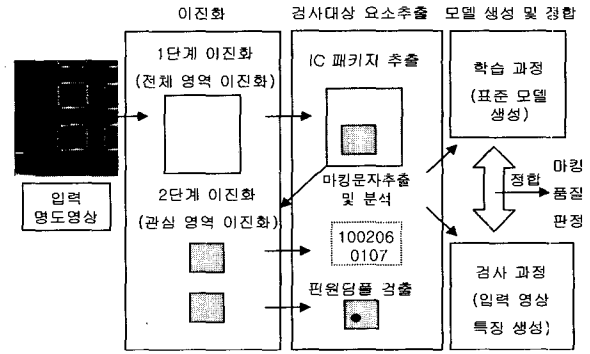 이진화
검사대상 요소추출
모델 생성 및 정합
1단계 이진화
(전체 영역 이진화)
IC 패키지 추출
학습 과정
(표준 모델
생성)
입력
명도영상
2단계 이진화
(관심 영역 이진화)
마킹문자추출
및 분석
정합
마킹
품질
판정
100206
0107
핀원딤플 검출
검사 과정
(입력 영상
특징 생성)